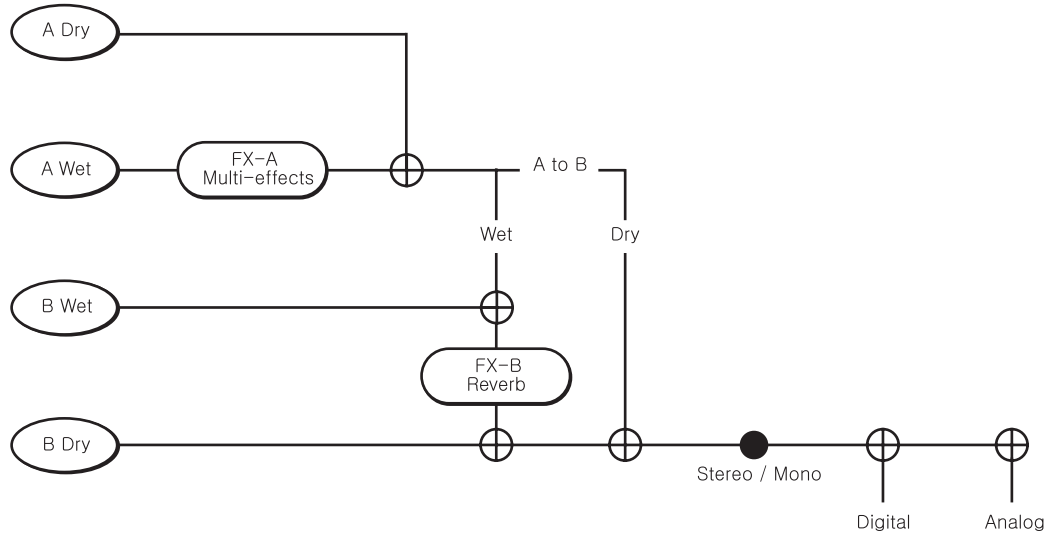 A Dry
A Wet
FX-A
Multi-effects
A to B
Wet
Dry
B Wet
FX-B
Reverb
B Dry
Stereo / Mono
Digital
Analog